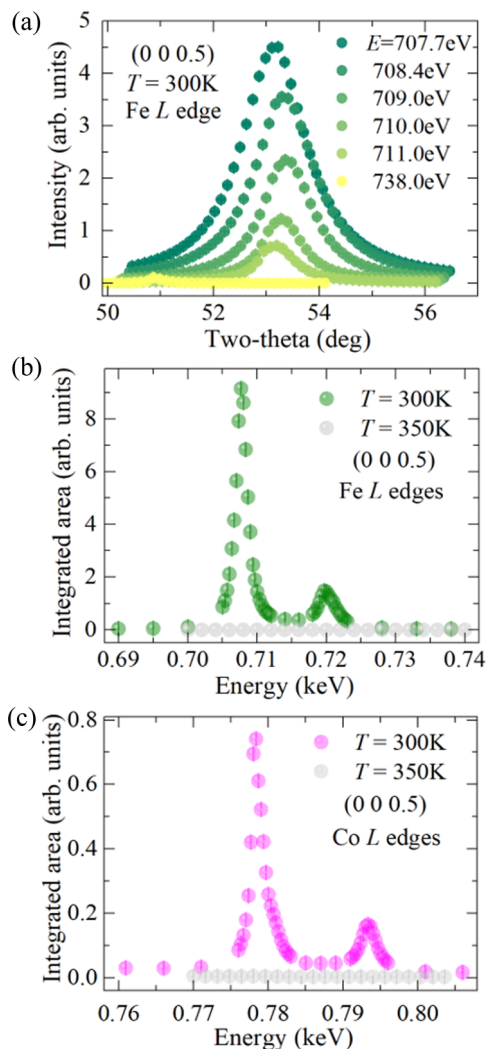 (a)
5
4
3
2
1
0
Intensity (arb. units)
(0 0 0.5)
T = 300K
Fe L edge
E=707.7eV
708.4eV
709.0eV
710.0eV
711.0eV
738.0eV
50 52 54 56
Two-theta (deg)
(b)
8
6
4
2
0
Integrated area (arb. units)
T = 300K
T = 350K
(0 0 0.5)
Fe L edges
0.69 0.70 0.71 0.72 0.73 0.74
Energy (keV)
(c)
0.8
0.6
0.4
0.2
0.0
Integrated area (arb. units)
T = 300K
T = 350K
(0 0 0.5)
Co L edges
0.76 0.77 0.78 0.79 0.80
Energy (keV)